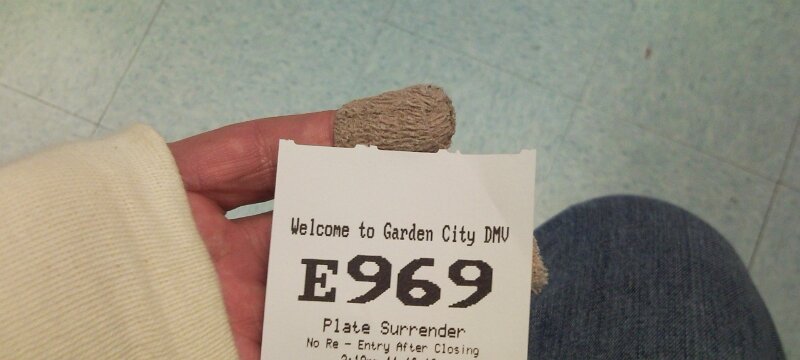 Welcome to Garden City DMV
E969
Plate Surrender
No Re - Entry After Closing